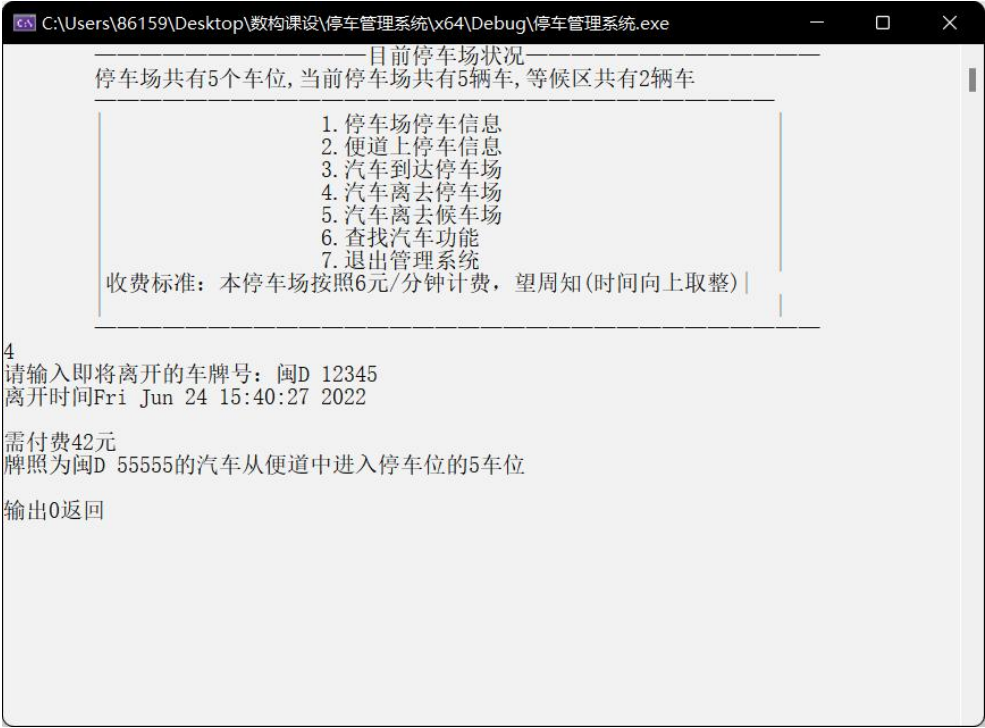 C:\Users\86159\Desktop\数构课设\停车管理系统\x64\Debug\停车管理系统.exe
————————————目前停车场状况—————————————
停车场共有5个车位,当前停车场共有5辆车,等候区共有2辆车
——————————————————————————————
1.停车场停车信息
2.便道上停车信息
3.汽车到达停车场
4.汽车离去停车场
5.汽车离去候车场
6.查找汽车功能
7.退出管理系统
收费标准：本停车场按照6元/分钟计费，望周知(时间向上取整)
————————————————————————————————
4
请输入即将离开的车牌号：闽D 12345
离开时间Fri Jun 24 15:40:27 2022
需付费42元
牌照为闽D 55555的汽车从便道中进入停车位的5车位
输出0返回